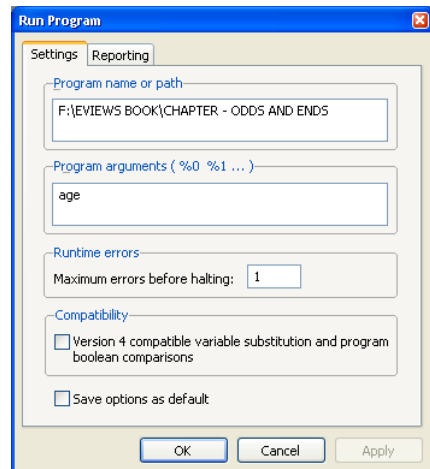 Run Program
Settings Reporting
Program name or path
F:\EVIEWS BOOK\CHAPTER - ODDS AND ENDS
Program arguments ( %0 %1 ... )
age
Runtime errors
Maximum errors before halting: 1
Compatibility
Version 4 compatible variable substitution and program
boolean comparisons
Save options as default
OK Cancel Apply